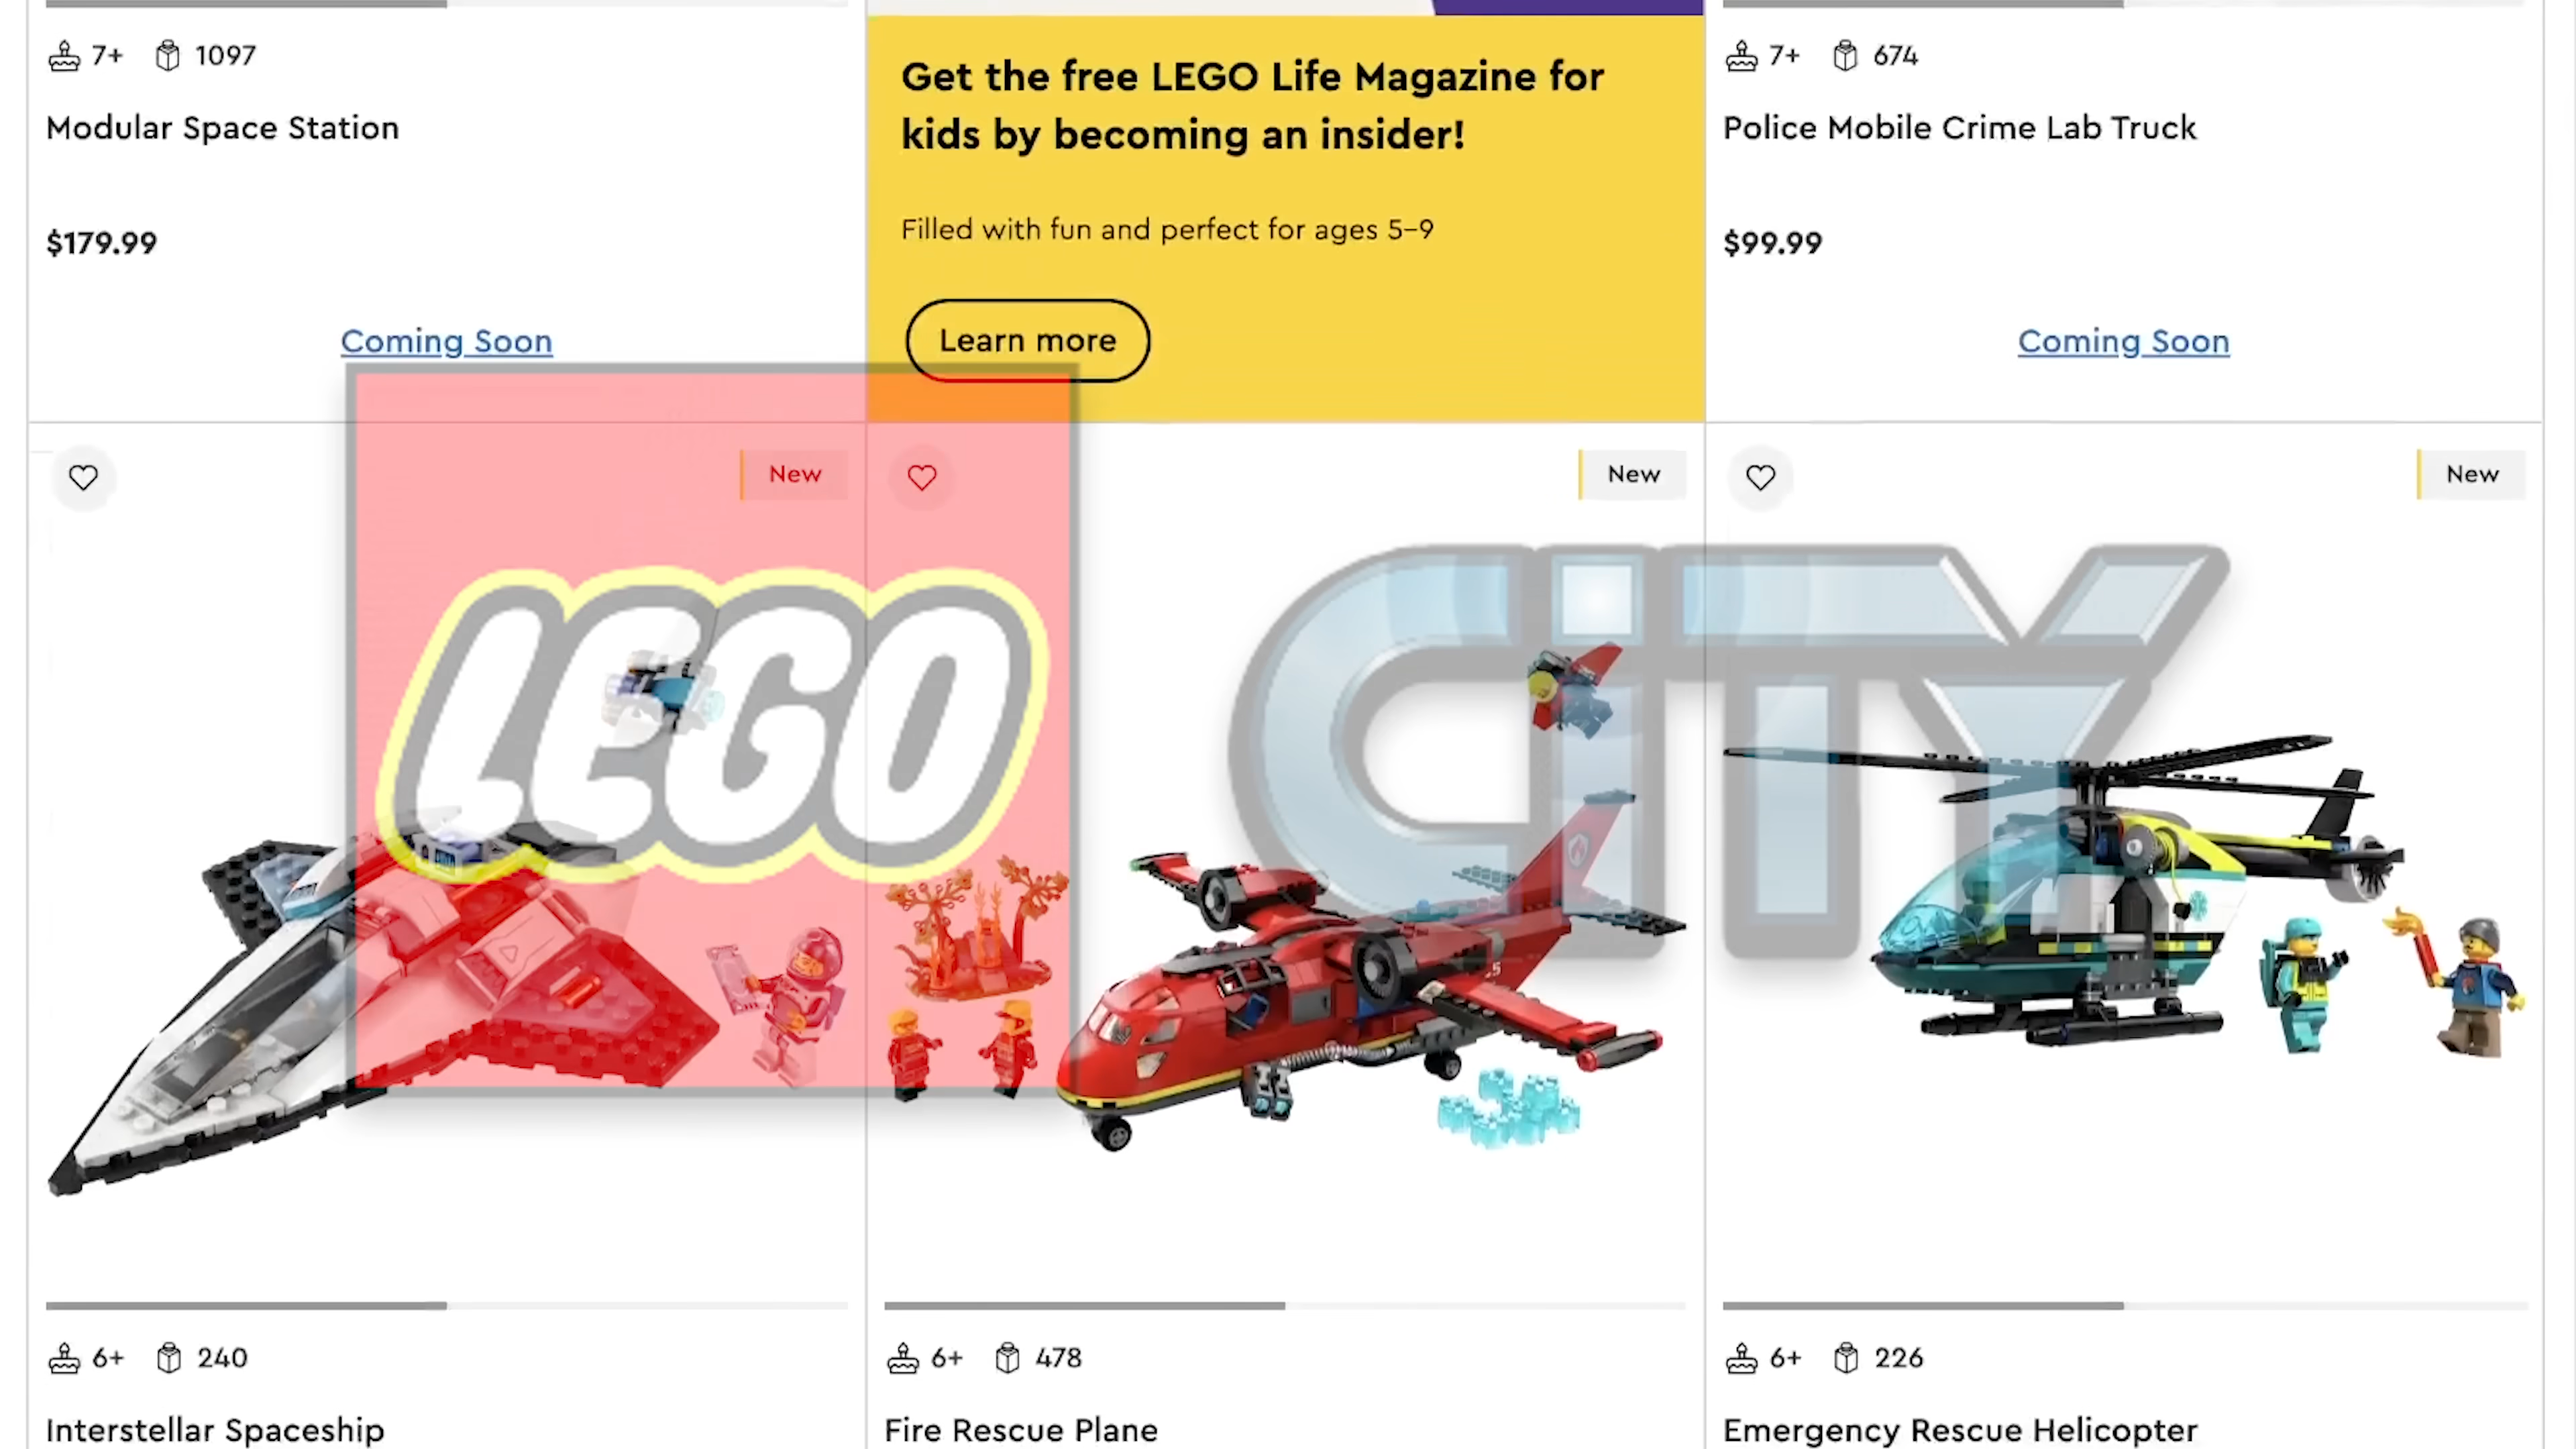 7+ 1097
Modular Space Station
$179.99
Coming Soon
Get the free LEGO Life Magazine for
kids by becoming an insider!
Filled with fun and perfect for ages 5–9
Learn more
7+ 674
Police Mobile Crime Lab Truck
$99.99
Coming Soon
New
New
New
LEGO
CiTY
6+ 240
Interstellar Spaceship
6+ 478
Fire Rescue Plane
6+ 226
Emergency Rescue Helicopter